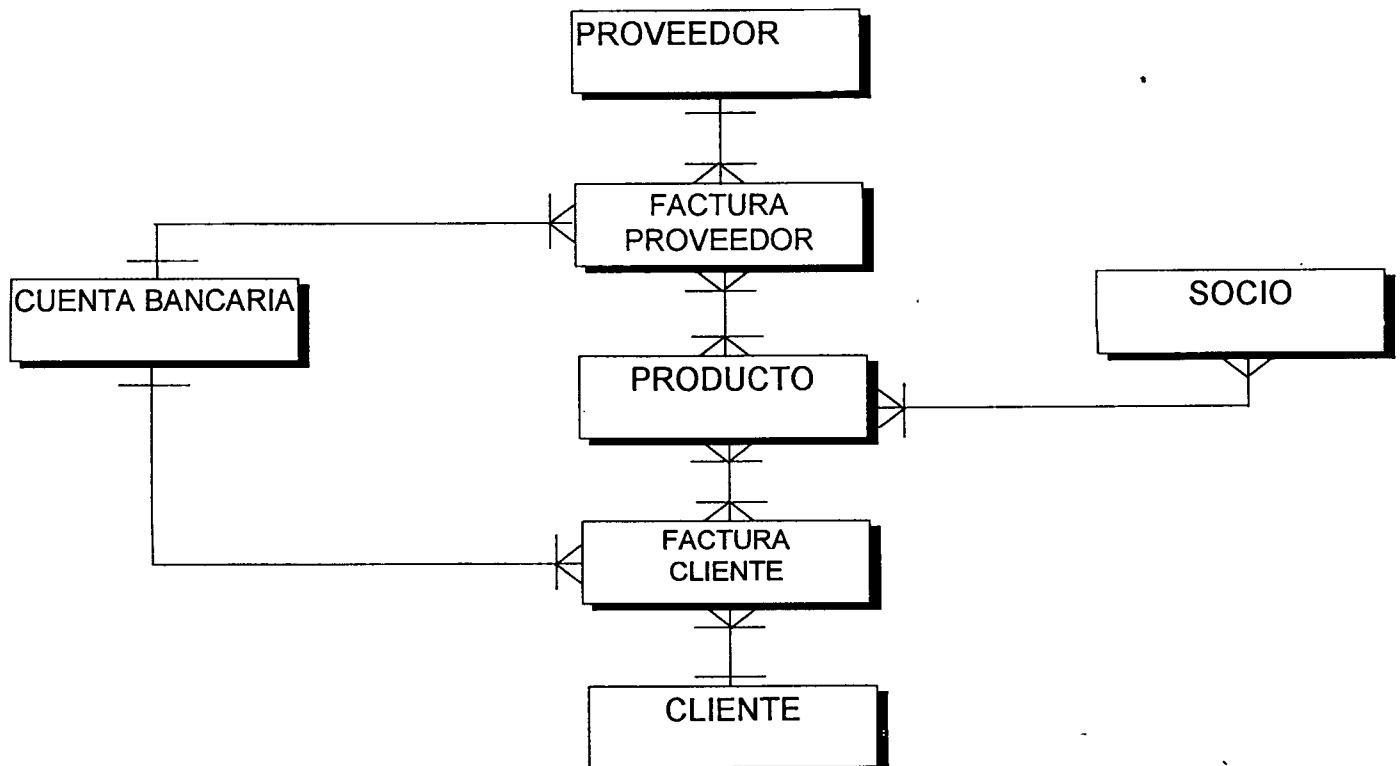 PROVEEDOR
FACTURA
PROVEEDOR
CUENTA BANCARIA
SOCIO
PRODUCTO
FACTURA
CLIENTE
CLIENTE